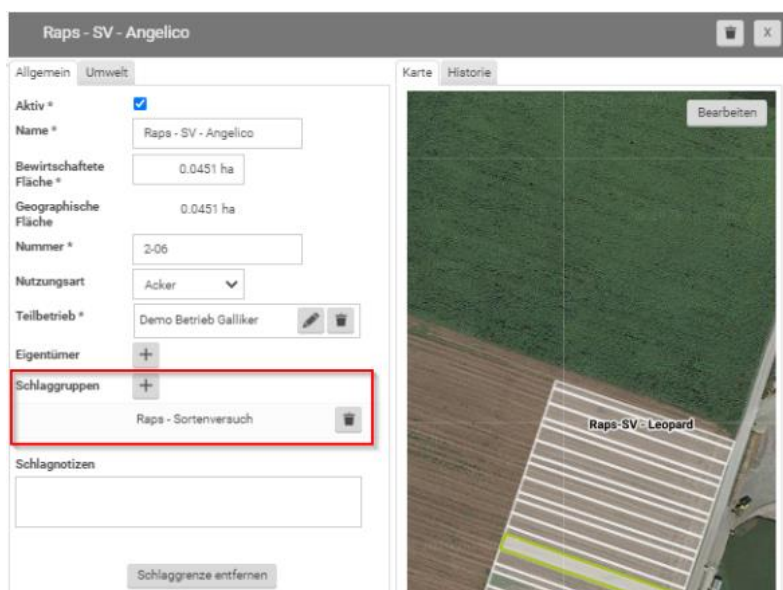 Raps - SV - Angelico
X
Allgemein Umwelt
Aktiv *
Name * Raps - SV - Angelico
Bewirtschaftete
Fläche * 0.0451 ha
Geographische
Fläche 0.0451 ha
Nummer * 2-06
Nutzungsart Acker
Teilbetrieb * Demo Betrieb Galliker
Eigentümer +
Schlaggruppen +
Raps - Sortenversuch
Schlagnotizen
Schlaggrenze entfernen
Karte Historie
Bearbeiten
Raps-SV - Leopard